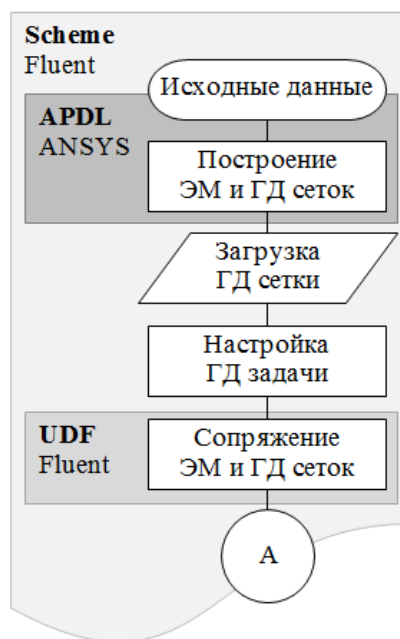 Scheme
Fluent
Исходные данные
APDL
ANSYS
Построение
ЭМ и ГД сеток
Загрузка
ГД сетки
Настройка
ГД задачи
UDF
Fluent
Сопряжение
ЭМ и ГД сеток
А